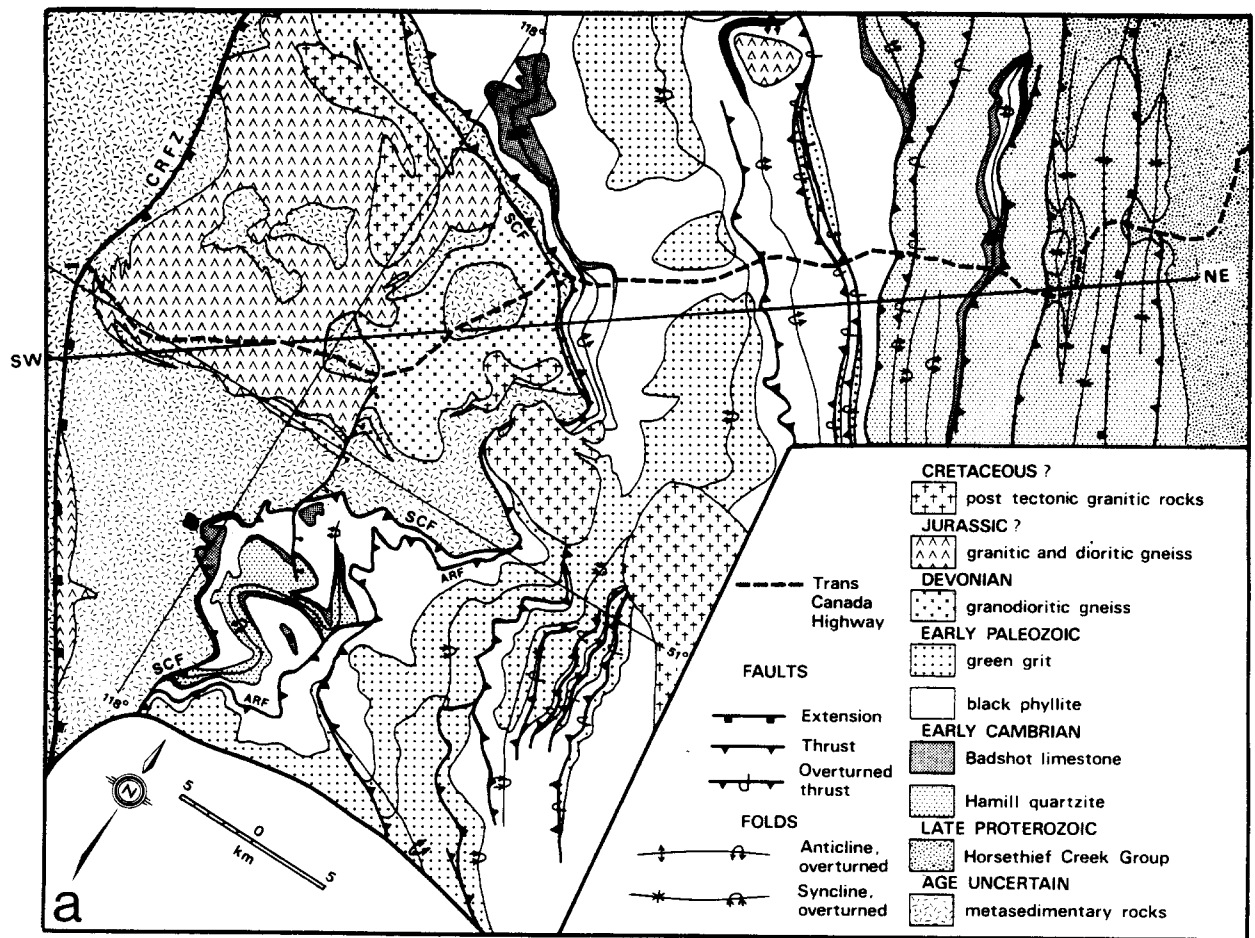 118°
CRFZ
SCF
NE
SW
SCF
ARF
51°
SCF
118°
ARF
N
5
0
km
5
a
Trans
Canada
Highway
FAULTS
Extension
Thrust
Overturned
thrust
FOLDS
Anticline,
overturned
Syncline,
overturned
CRETACEOUS ?
post tectonic granitic rocks
JURASSIC ?
granitic and dioritic gneiss
DEVONIAN
granodioritic gneiss
EARLY PALEOZOIC
green grit
black phyllite
EARLY CAMBRIAN
Badshot limestone
Hamill quartzite
LATE PROTEROZOIC
Horsethief Creek Group
AGE UNCERTAIN
metasedimentary rocks